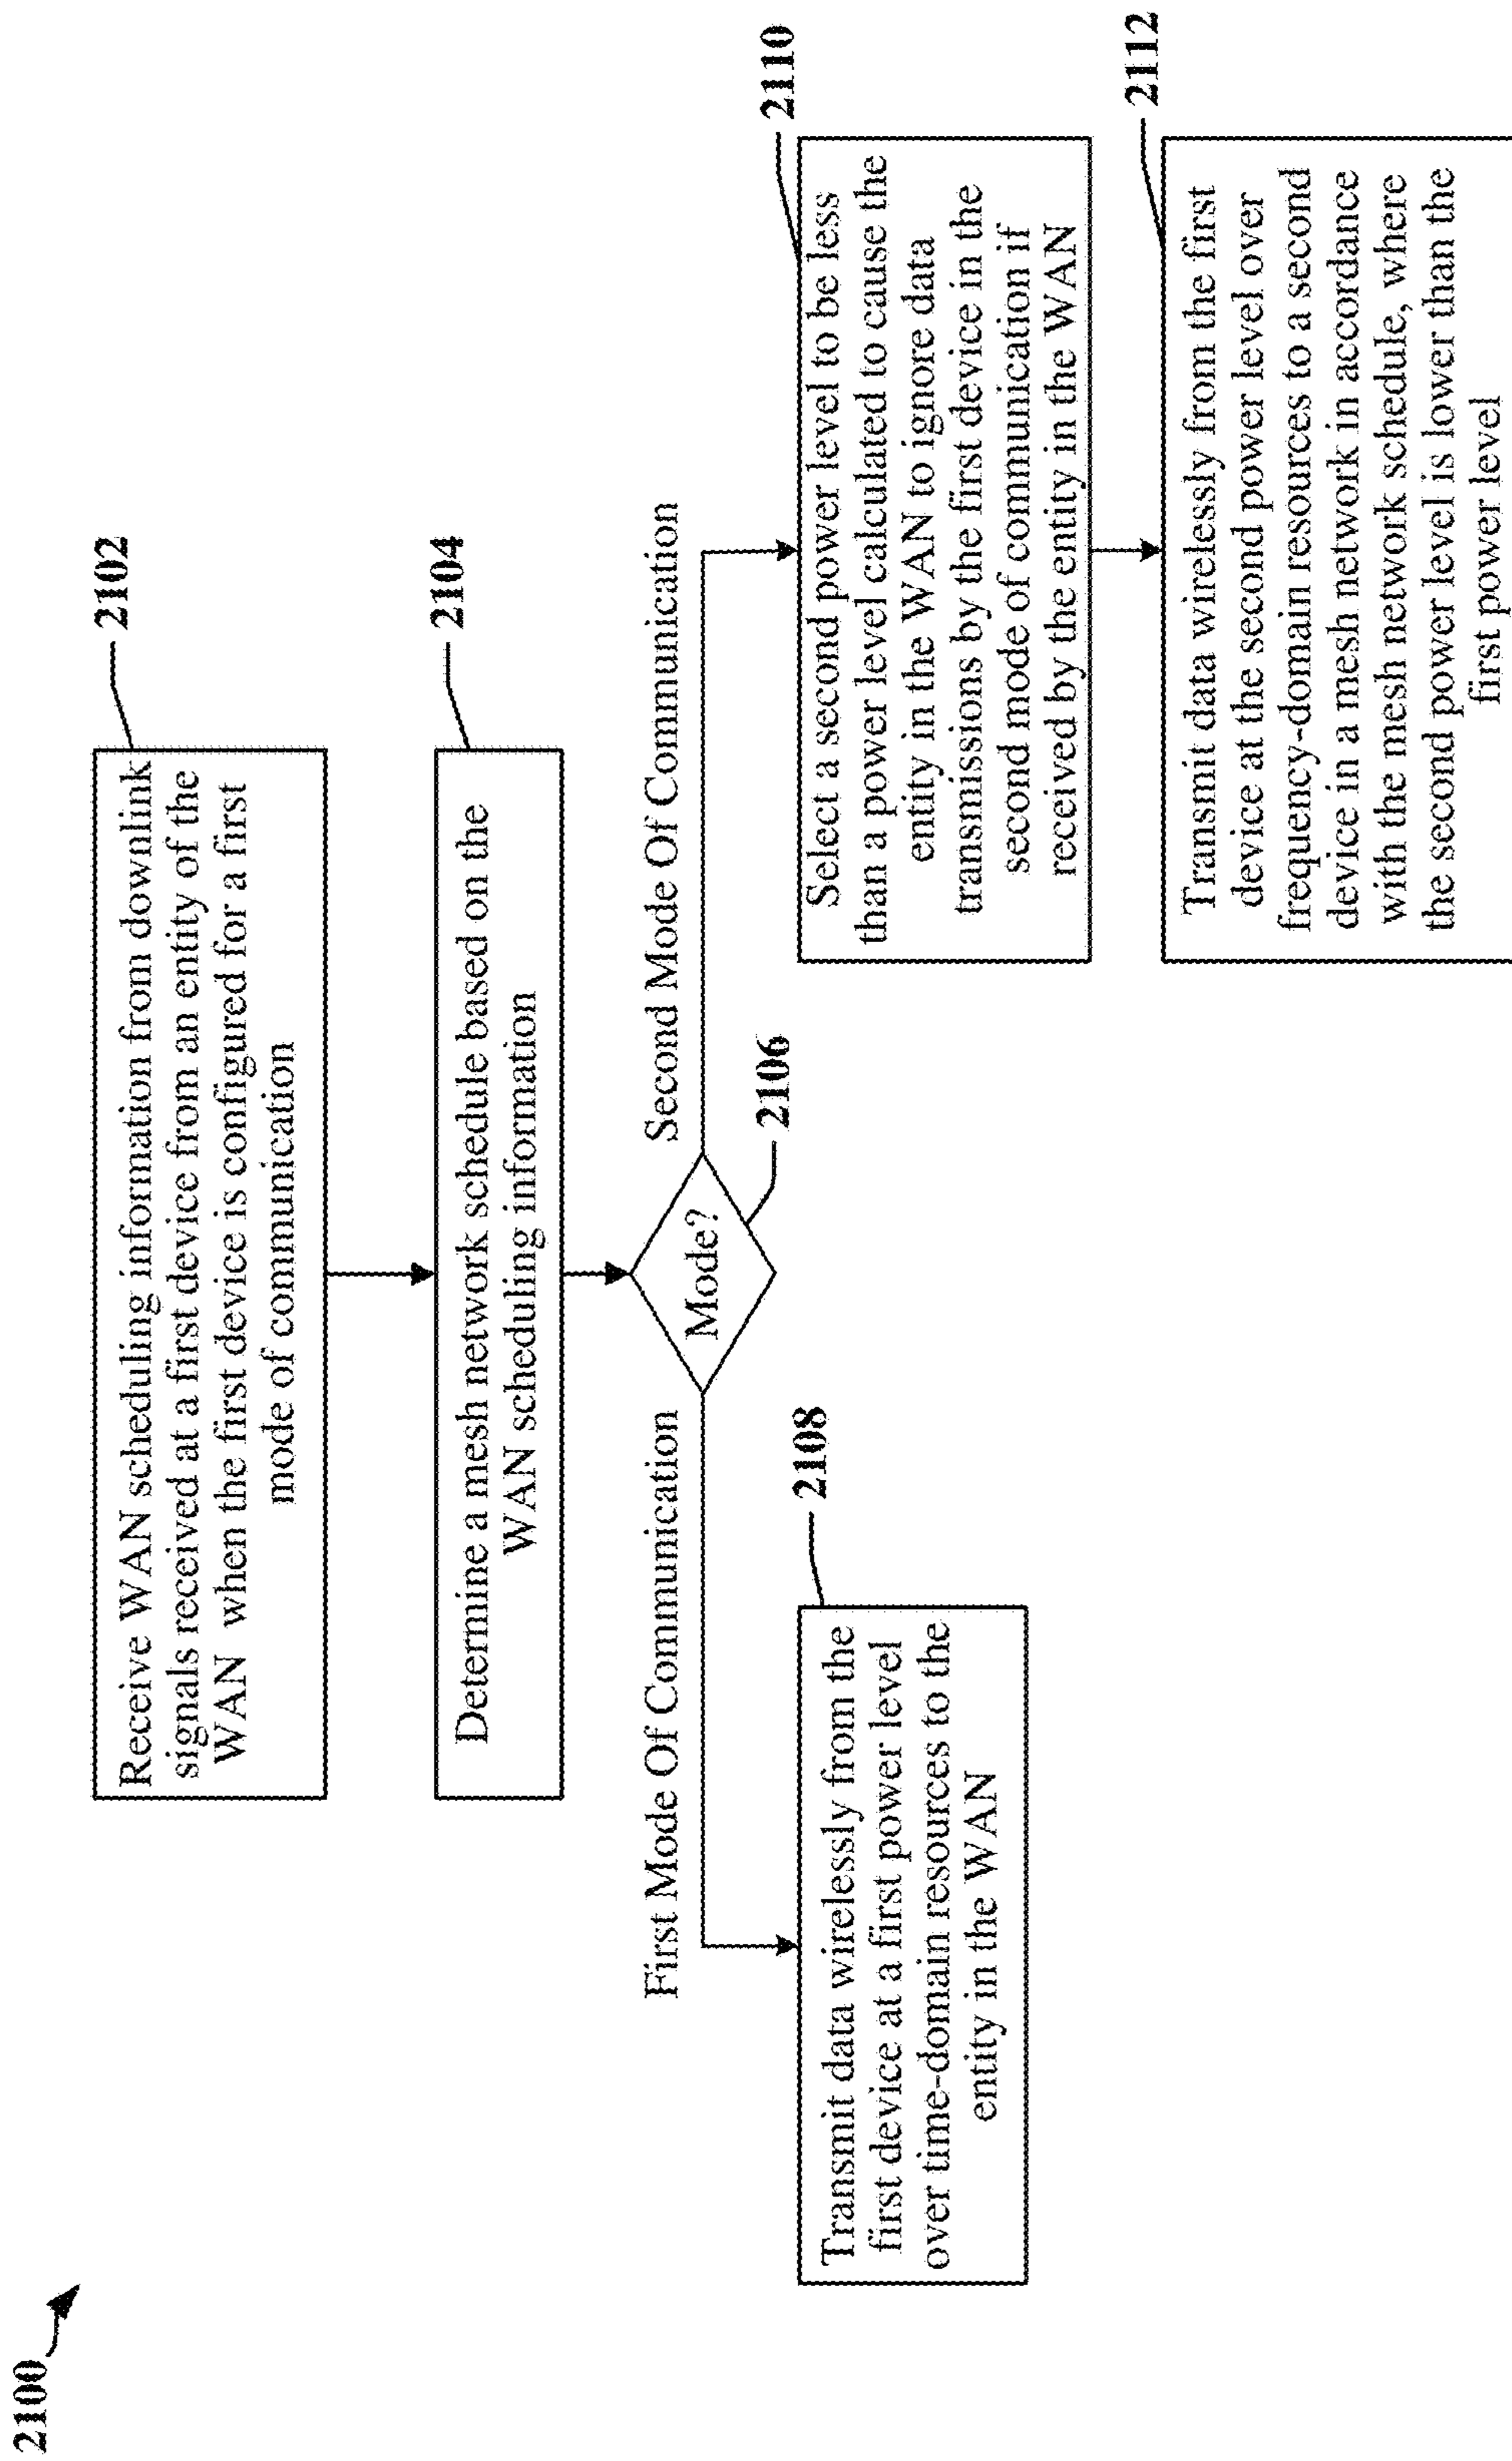 2100
Receive WAN scheduling information from downlink
signals received at a first device from an entity of the
WAN when the first device is configured for a first
mode of communication
2102
Determine a mesh network schedule based on the
WAN scheduling information
2104
First Mode Of Communication
Mode?
Second Mode Of Communication
2106
Transmit data wirelessly from the
first device at a first power level
over time-domain resources to the
entity in the WAN
2108
Select a second power level to be less
than a power level calculated to cause the
entity in the WAN to ignore data
transmissions by the first device in the
second mode of communication if
received by the entity in the WAN
2110
Transmit data wirelessly from the first
device at the second power level over
frequency-domain resources to a second
device in a mesh network in accordance
with the mesh network schedule, where
the second power level is lower than the
first power level
2112